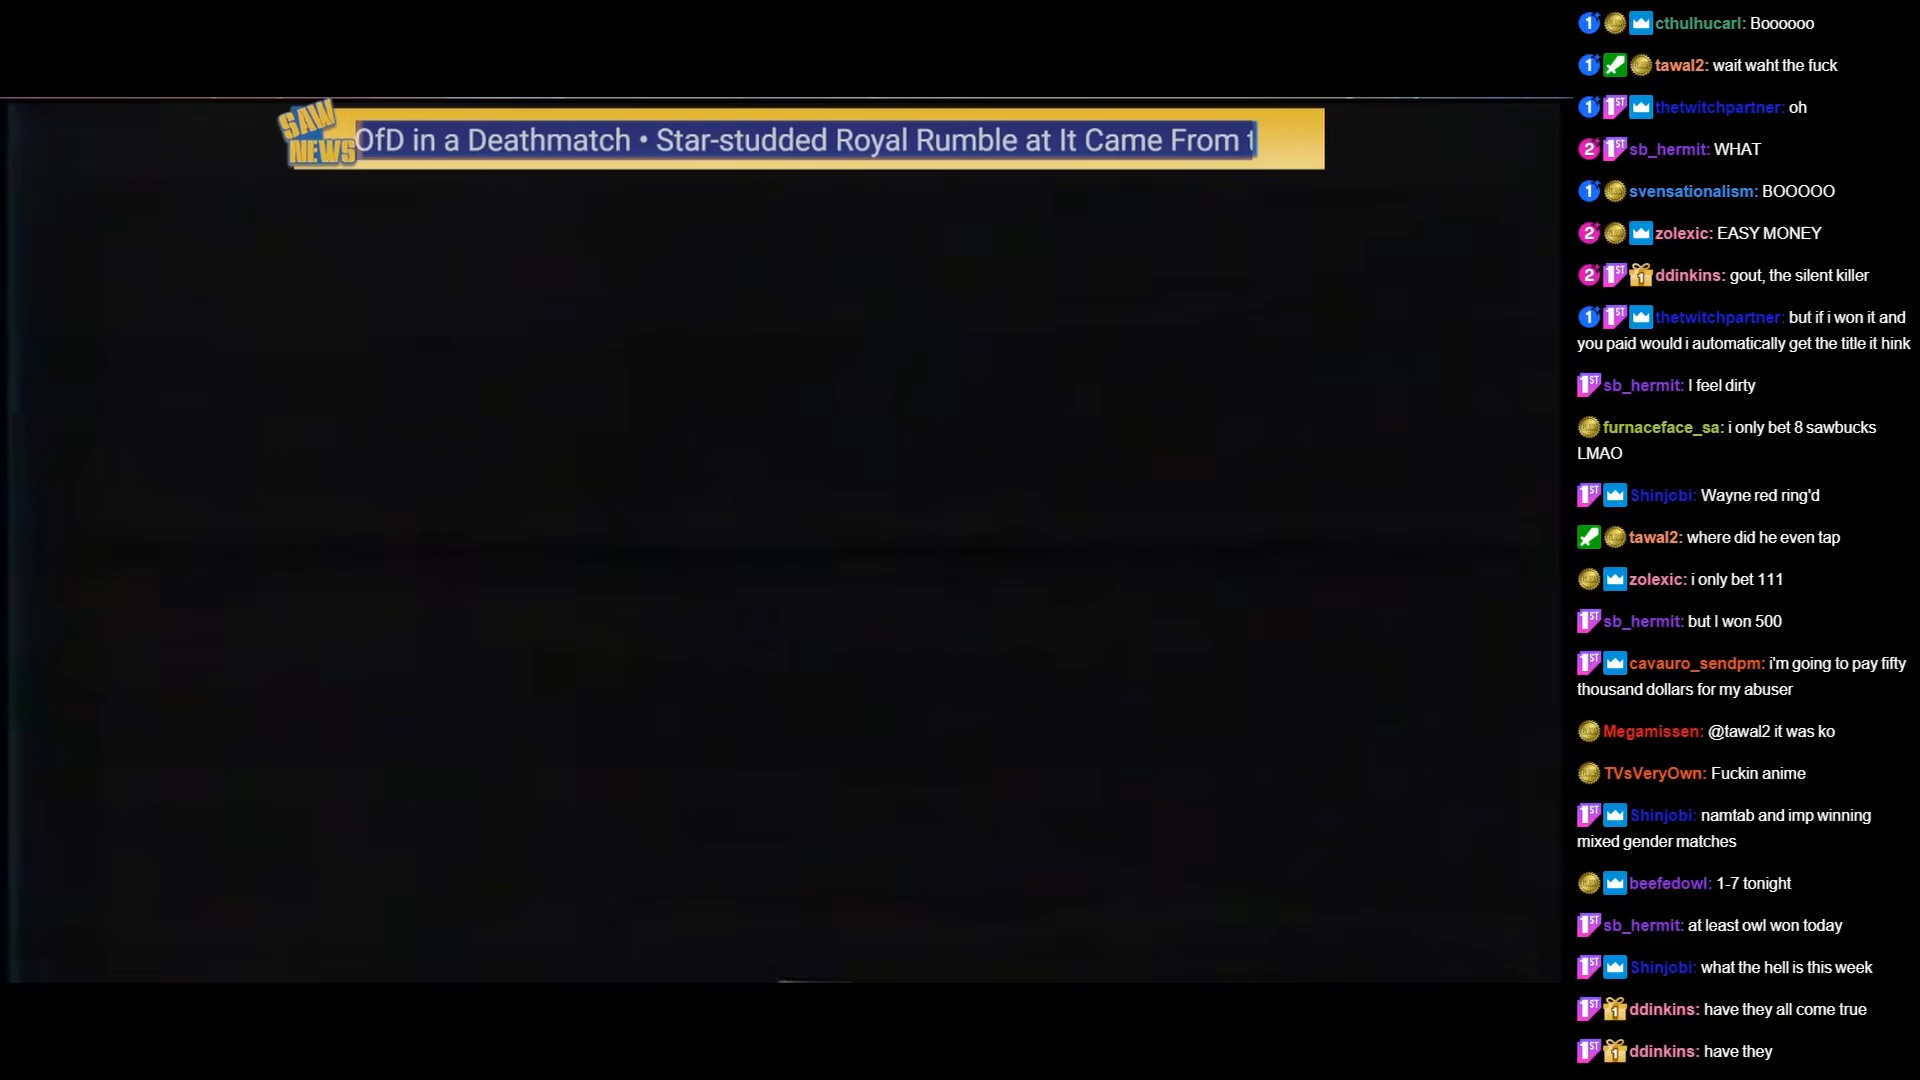 SAW
NEWS
OfD in a Deathmatch • Star-studded Royal Rumble at It Came From t
cthulhucarl: Boooooo
tawal2: wait waht the fuck
thetwitchpartner: oh
sb_hermit: WHAT
svensationalism: BOOOOO
zolexic: EASY MONEY
ddinkins: gout, the silent killer
thetwitchpartner: but if i won it and
you paid would i automatically get the title it hink
sb_hermit: I feel dirty
furnaceface_sa: i only bet 8 sawbucks
LMAO
Shinjobi: Wayne red ring'd
tawal2: where did he even tap
zolexic: i only bet 111
sb_hermit: but I won 500
cavauro_sendpm: i'm going to pay fifty
thousand dollars for my abuser
Megamissen: @tawal2 it was ko
TVsVeryOwn: Fuckin anime
Shinjobi: namtab and imp winning
mixed gender matches
beefedowl: 1-7 tonight
sb_hermit: at least owl won today
Shinjobi: what the hell is this week
ddinkins: have they all come true
ddinkins: have they